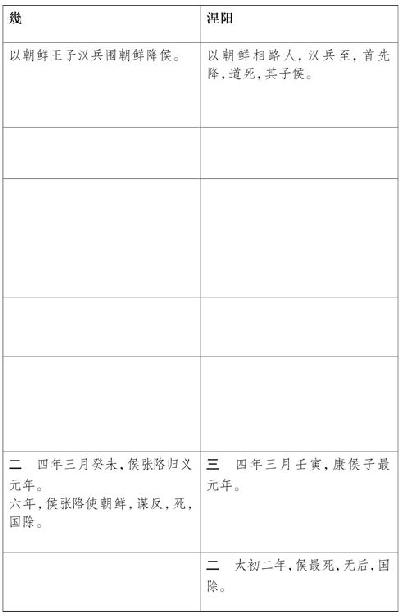 幾
涅阳
以朝鲜王子汉兵围朝鲜降侯。
以朝鲜相路人,汉兵至,首先
降,道死,其子侯。
二 四年三月癸未,侯张陷归义
元年。
六年,侯张陷使朝鲜,谋反,死,
国除。
三 四年三月壬寅,康侯子最
元年。
二 太初二年,侯最死,无后,国
除。